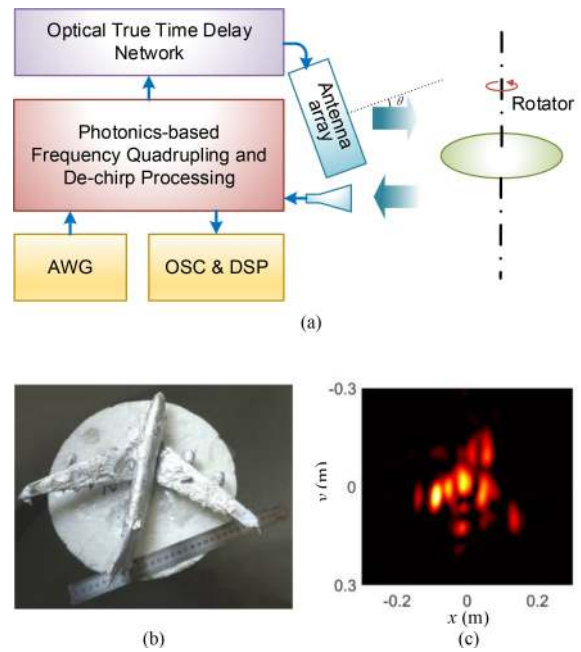 Optical True Time Delay
Network
Antenna
array
θ
Rotator
Photonics-based
Frequency Quadrupling and
De-chirp Processing
AWG
OSC & DSP
(a)
-0.3
0
0.3
y (m)
-0.2
0
0.2
x (m)
(b)
(c)